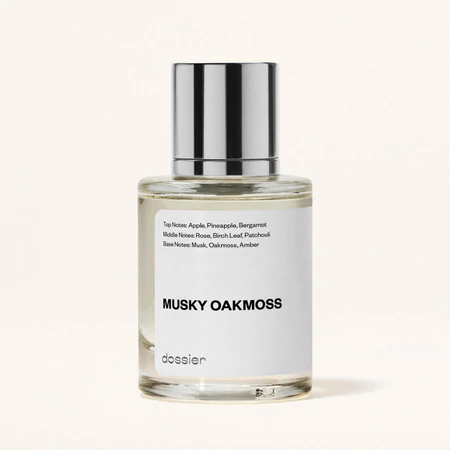 Top Notes: Apple, Pineapple, Bergamot
Middle Notes: Rose, Birch Leaf, Patchouli
Base Notes: Musk, Oakmoss, Amber
MUSKY OAKMOSS
dossier